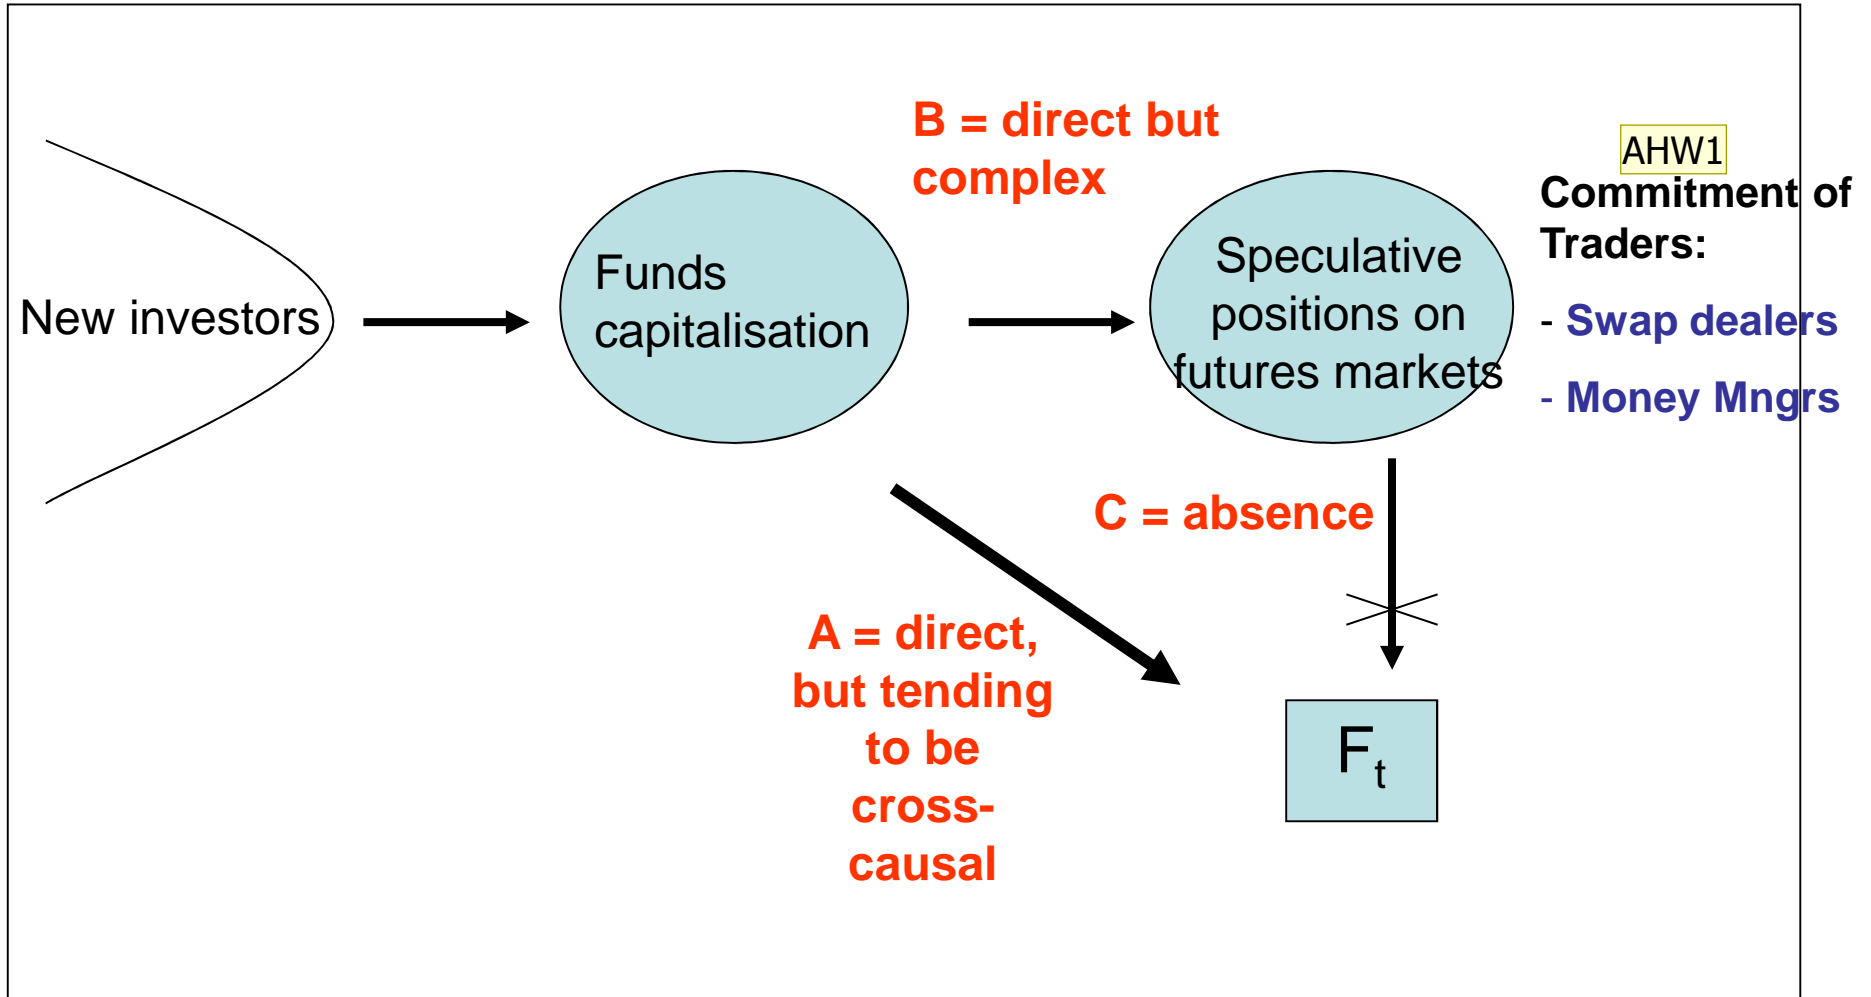 New investors
Funds
capitalisation
B = direct but
complex
Speculative
positions on
futures markets
AHW1
Commitment of
Traders:
- Swap dealers
- Money Mngrs
C = absence
A = direct,
but tending
to be
cross-
causal
Ft